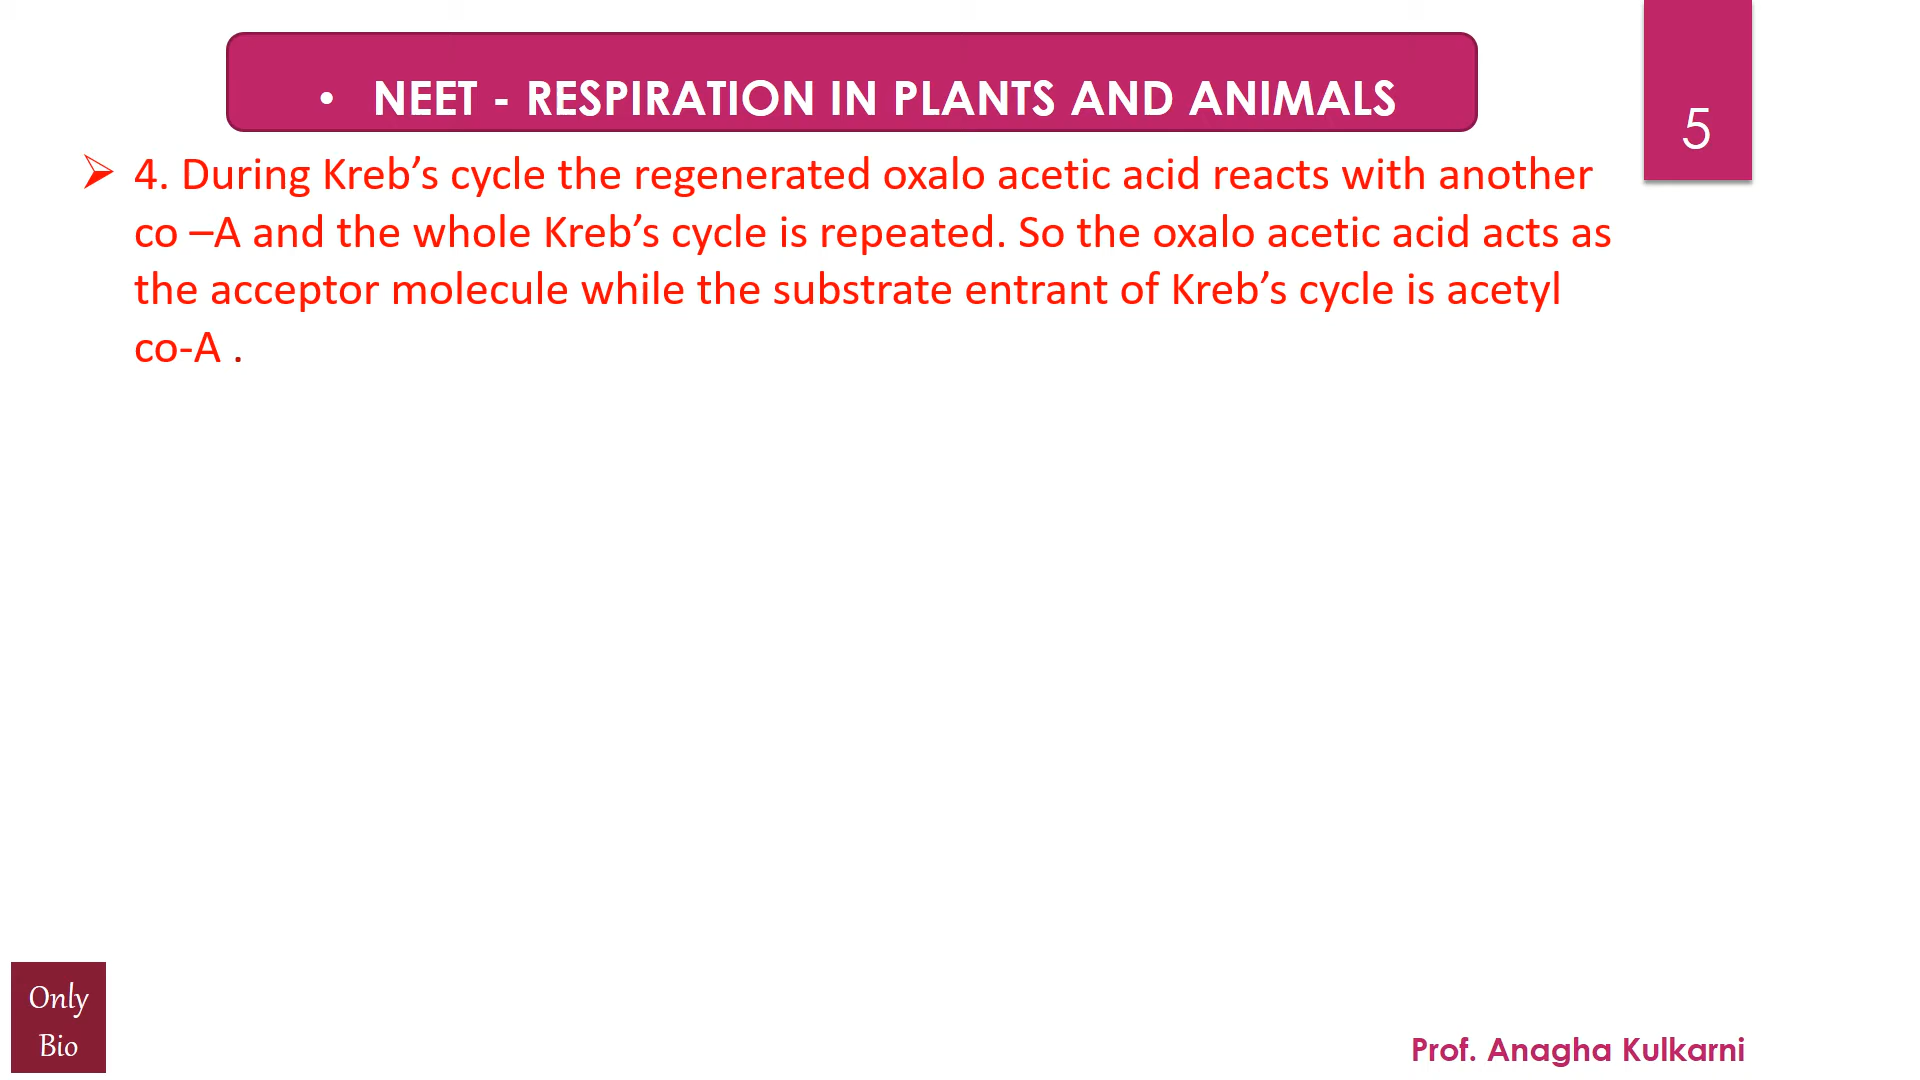 • NEET - RESPIRATION IN PLANTS AND ANIMALS
5
➢ 4. During Kreb’s cycle the regenerated oxalo acetic acid reacts with another
co –A and the whole Kreb’s cycle is repeated. So the oxalo acetic acid acts as
the acceptor molecule while the substrate entrant of Kreb’s cycle is acetyl
co-A .
Only
Bio
Prof. Anagha Kulkarni